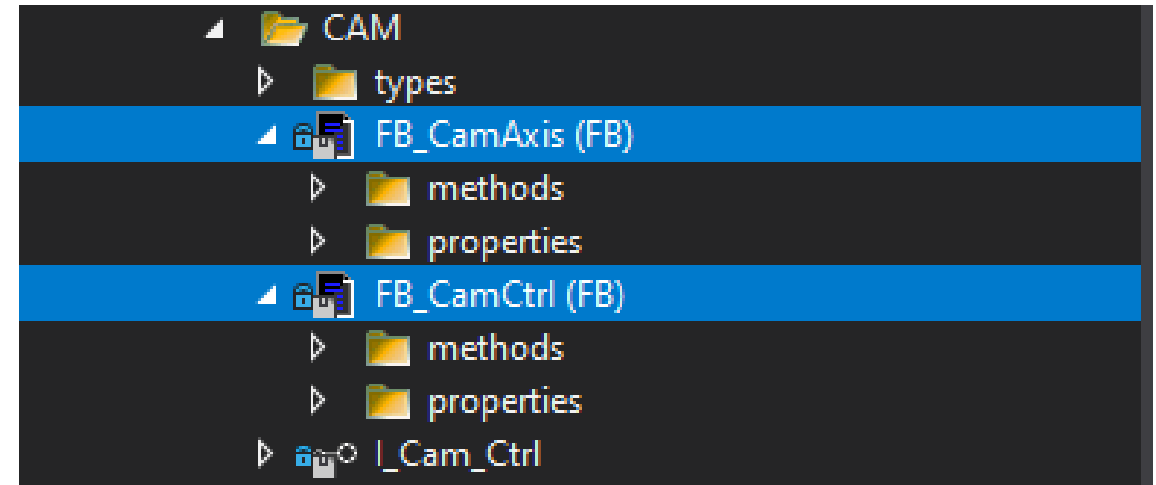 CAM
types
FB_CamAxis (FB)
methods
properties
FB_CamCtrl (FB)
methods
properties
I_Cam_Ctrl